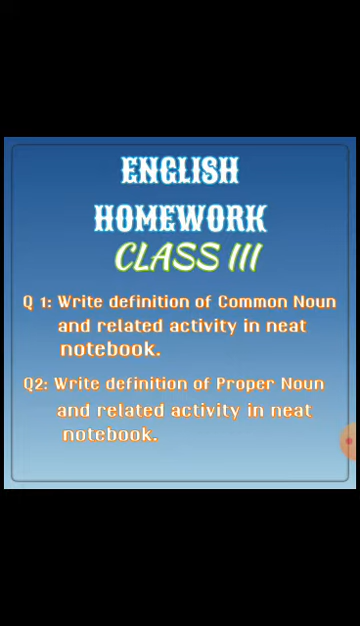 ENGLISH
HOMEWORK
CLASS III
Q 1: Write definition of Common Noun
and related activity in neat
notebook.
Q2: Write definition of Proper Noun
and related activity in neat
notebook.